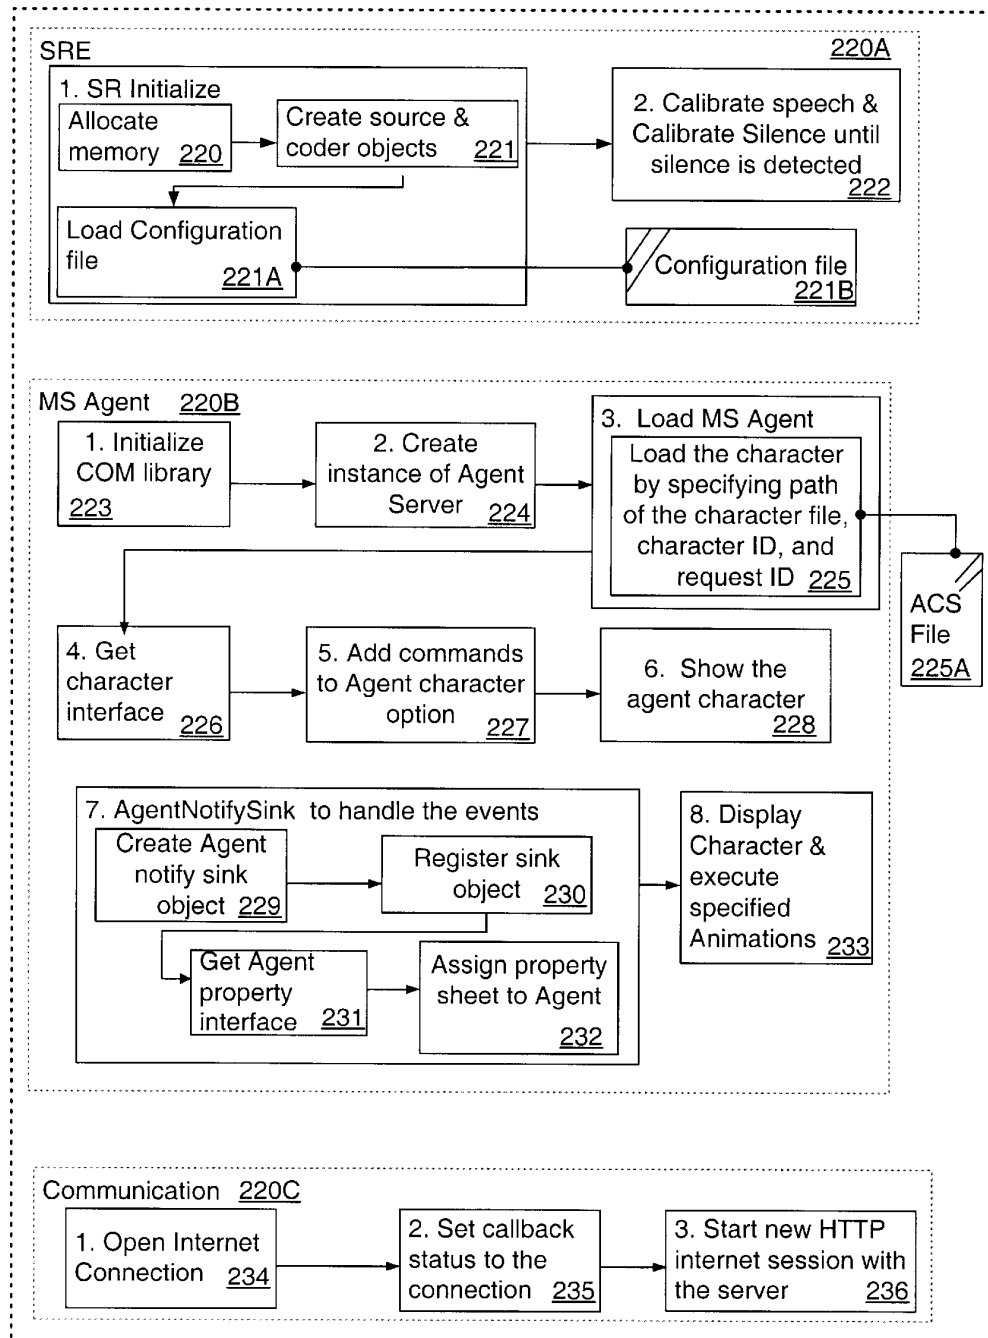 SRE
220A
1. SR Initialize
Allocate
memory 220
Create source &
coder objects 221
2. Calibrate speech &
Calibrate Silence until
silence is detected
222
Load Configuration
file
221A
Configuration file
221B
MS Agent 220B
1. Initialize
COM library
223
2. Create
instance of Agent
Server 224
3. Load MS Agent
Load the character
by specifying path
of the character file,
character ID, and
request ID 225
ACS
File
225A
4. Get
character
interface 226
5. Add commands
to Agent character
option 227
6. Show the
agent character
228
7. AgentNotifySink to handle the events
Create Agent
notify sink
object 229
Register sink
object 230
Get Agent
property
interface 231
Assign property
sheet to Agent
232
8. Display
Character &
execute
specified
Animations 233
Communication 220C
1. Open Internet
Connection 234
2. Set callback
status to the
connection 235
3. Start new HTTP
internet session with
the server 236